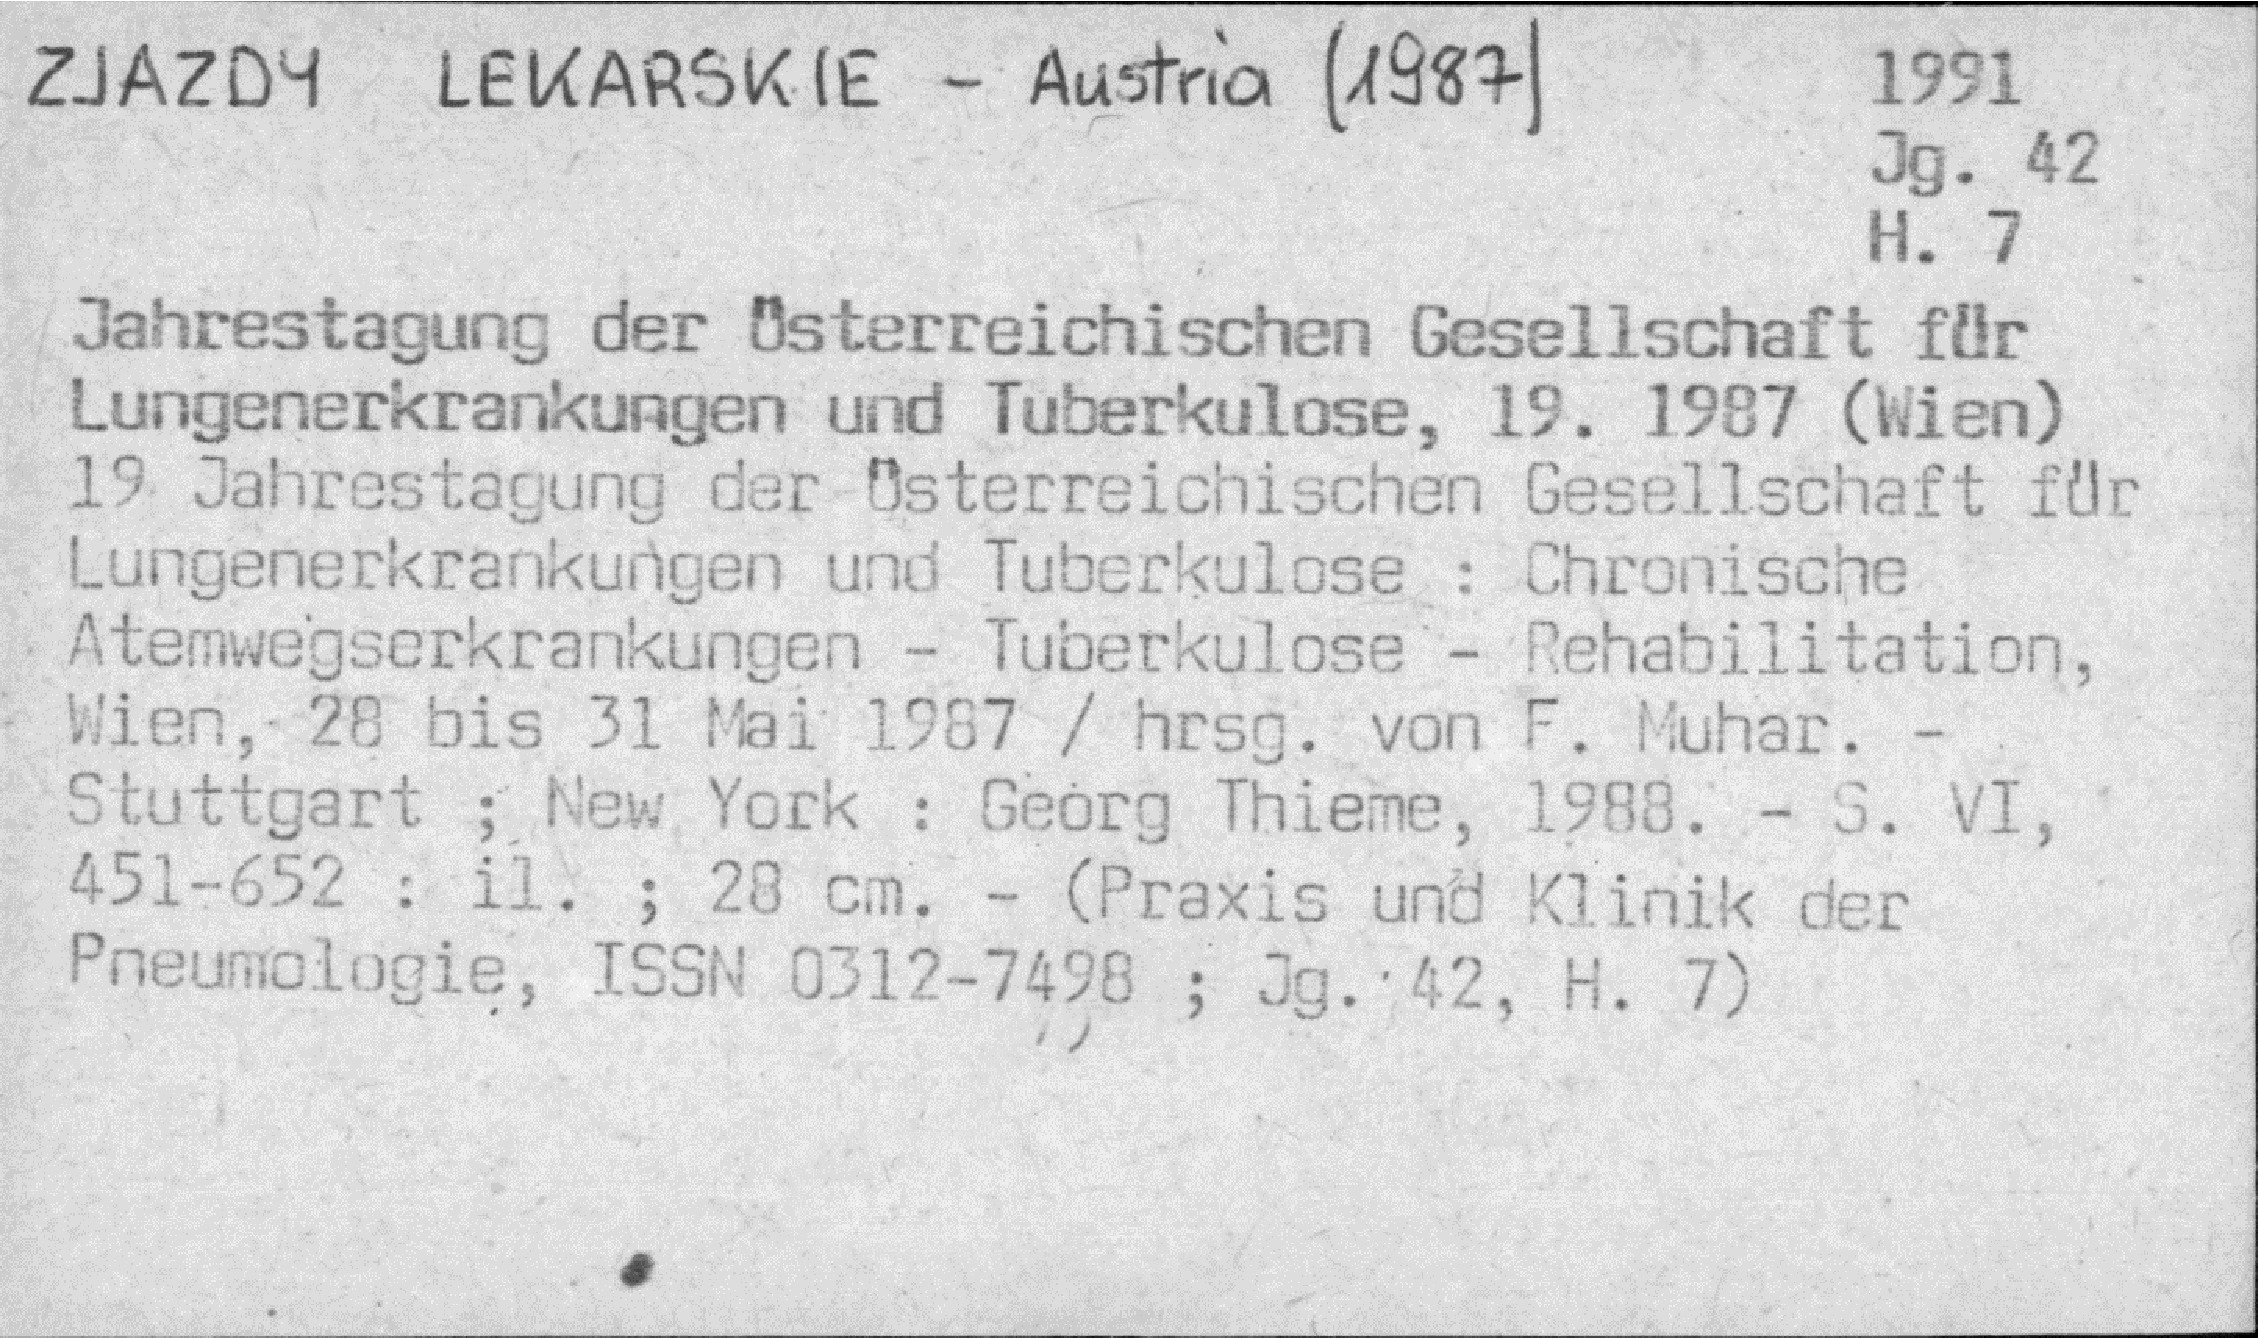 ZJAZDY LEKARSKIE - Austria (1987)
1991
Jg. 42
H. 7
Jahrestagung der Österreichischen Gesellschaft für
Lungenerkrankungen und Tuberkulose, 19. 1987 (Wien)
19 Jahrestagung der Österreichischen Gesellschaft für
Lungenerkrankungen und Tuberkulose : Chronische
Atemwegserkrankungen - Tuberkulose - Rehabilitation,
Wien, 28 bis 31 Mai 1987 / hrsg. von F. Muhar. -
Stuttgart ; New York : Georg Thieme, 1988. - S. VI,
451-652 : il. ; 28 cm. - (Praxis und Klinik der
Pneumologie, ISSN 0312-7498 ; Jg. 42, H. 7)